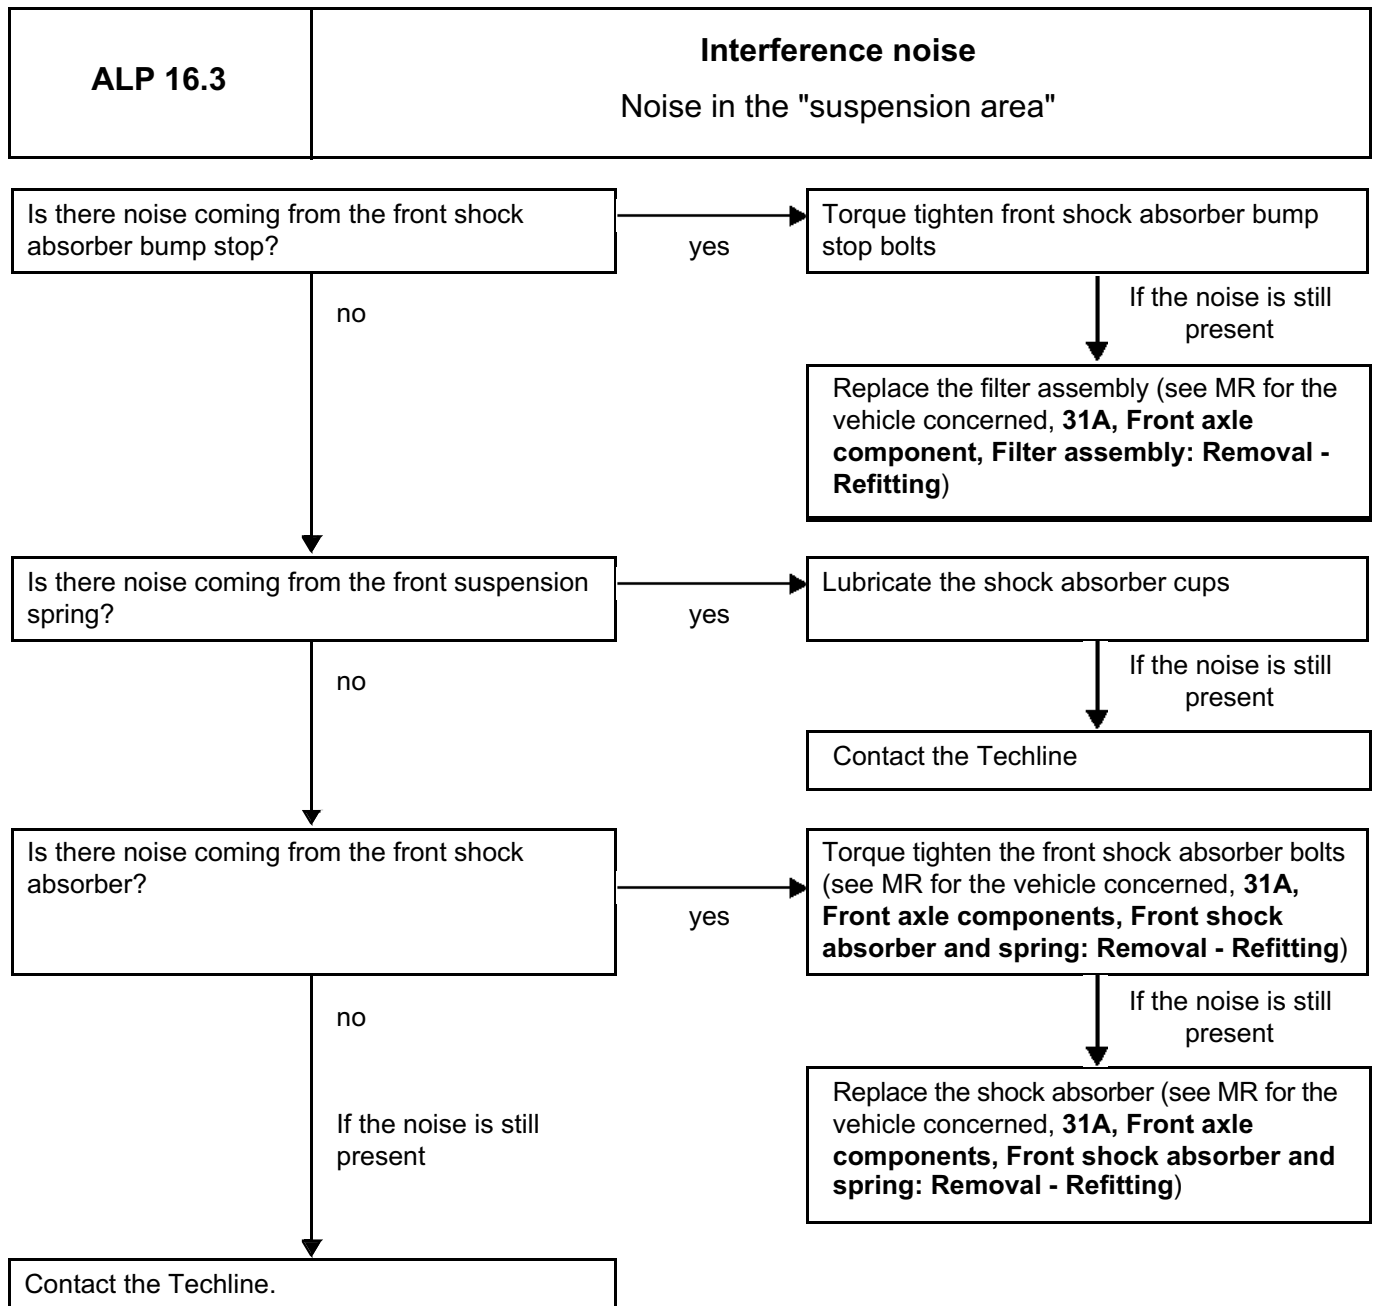 ALP 16.3
Interference noise
Noise in the "suspension area"
Is there noise coming from the front shock
absorber bump stop?
yes
Torque tighten front shock absorber bump
stop bolts
no
If the noise is still
present
Replace the filter assembly (see MR for the
vehicle concerned, 31A, Front axle
component, Filter assembly: Removal -
Refitting)
Is there noise coming from the front suspension
spring?
yes
Lubricate the shock absorber cups
no
If the noise is still
present
Contact the Techline
Is there noise coming from the front shock
absorber?
yes
Torque tighten the front shock absorber bolts
(see MR for the vehicle concerned, 31A,
Front axle components, Front shock
absorber and spring: Removal - Refitting)
no
If the noise is still
present
If the noise is still
present
Replace the shock absorber (see MR for the
vehicle concerned, 31A, Front axle
components, Front shock absorber and
spring: Removal - Refitting)
Contact the Techline.